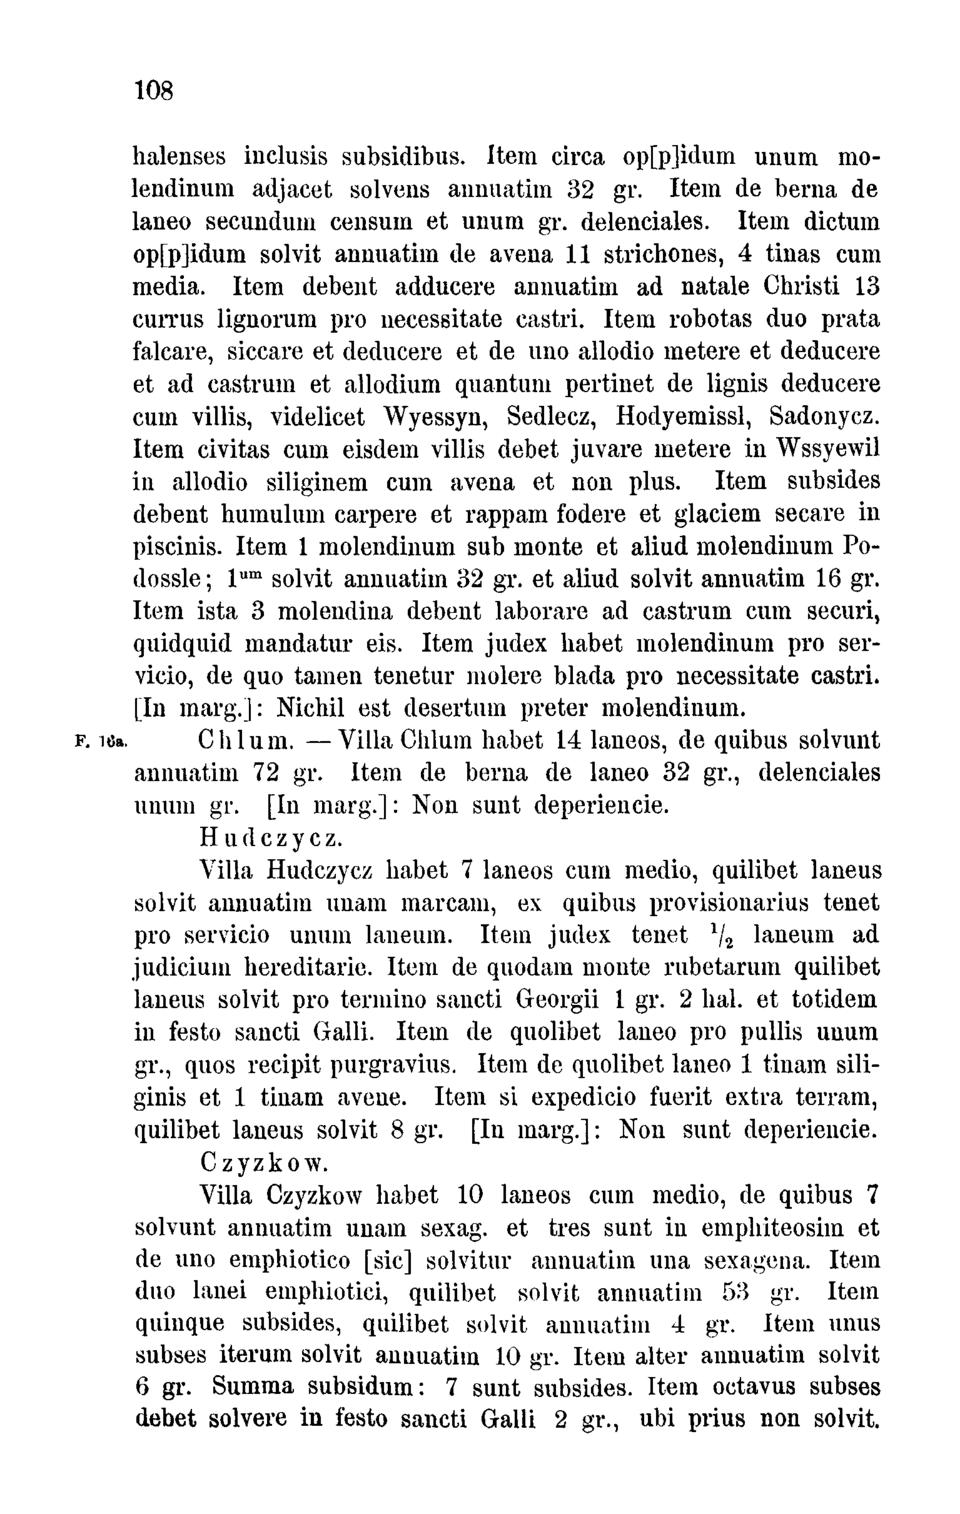 108
halenses inclusis subsidibus. Item circa op[p]idum unum mo-
lendinum adjacet solvens annuatim 32 gr. Item de berna de
laneo secundum censum et unum gr. delenciales. Item dictum
op[p]idum solvit annuatim de avena 11 strichones, 4 tinas cum
media. Item debent adducere annuatim ad natale Christi 13
currus lignorum pro necessitate castri. Item robotas duo prata
falcare, siccare et deducere et de uno allodio metere et deducere
et ad castrum et allodium quantum pertinet de lignis deducere
cum villis, videlicet Wyessyn, Sedlecz, Hodyemissl, Sadonycz.
Item civitas cum eisdem villis debet juvare metere in Wssyewil
in allodio siliginem cum avena et non plus. Item subsides
debent humulum carpere et rappam fodere et glaciem secare in
piscinis. Item 1 molendinum sub monte et aliud molendinum Po-
dossle; 1um solvit annuatim 32 gr. et aliud solvit annuatim 16 gr.
Item ista 3 molendina debent laborare ad castrum cum securi,
quidquid mandatur eis. Item judex habet molendinum pro ser-
vicio, de quo tamen tenetur molere blada pro necessitate castri.
[In marg.]: Nichil est desertum preter molendinum.
F. 16a. Chlum. — Villa Chlum habet 14 laneos, de quibus solvunt
annuatim 72 gr. Item de berna de laneo 32 gr., delenciales
unum gr. [In marg.]: Non sunt deperiencie.
Hudczycz.
Villa Hudczycz habet 7 laneos cum medio, quilibet laneus
solvit annuatim unam marcam, ex quibus provisionarius tenet
pro servicio unum laneum. Item judex tenet 1/2 laneum ad
judicium hereditarie. Item de quodam monte rubetarum quilibet
laneus solvit pro termino sancti Georgii 1 gr. 2 hal. et totidem
in festo sancti Galli. Item de quolibet laneo pro pullis unum
gr., quos recipit purgravius. Item de quolibet laneo 1 tinam sili-
ginis et 1 tinam avene. Item si expedicio fuerit extra terram,
quilibet laneus solvit 8 gr. [In marg.]: Non sunt deperiencie.
Czyzkow.
Villa Czyzkow habet 10 laneos cum medio, de quibus 7
solvunt annuatim unam sexag. et tres sunt in emphiteosim et
de uno emphiotico [sic] solvitur annuatim una sexagena. Item
duo lanei emphiotici, quilibet solvit annuatim 53 gr. Item
quinque subsides, quilibet solvit annuatim 4 gr. Item unus
subses iterum solvit annuatim 10 gr. Item alter annuatim solvit
6 gr. Summa subsidum: 7 sunt subsides. Item octavus subses
debet solvere in festo sancti Galli 2 gr., ubi prius non solvit.